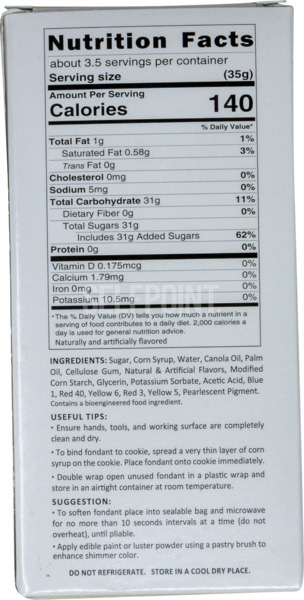 Nutrition Facts
about 3.5 servings per container
Serving size (35g)
Amount Per Serving
Calories 140
% Daily Value*
Total Fat 1g 1%
Saturated Fat 0.58g 3%
Trans Fat 0g
Cholesterol 0mg 0%
Sodium 5mg 0%
Total Carbohydrate 31g 11%
Dietary Fiber 0g 0%
Total Sugars 31g
Includes 31g Added Sugars 62%
Protein 0g 0%
Vitamin D 0.175mcg 0%
Calcium 1.79mg 0%
Iron 0mg 0%
Potassium 10.5mg 0%
*The % Daily Value (DV) tells you how much a nutrient in a
serving of food contributes to a daily diet. 2,000 calories a
day is used for general nutrition advice.
Naturally and artificially flavored
INGREDIENTS: Sugar, Corn Syrup, Water, Canola Oil, Palm
Oil, Cellulose Gum, Natural & Artificial Flavors, Modified
Corn Starch, Glycerin, Potassium Sorbate, Acetic Acid, Blue
1, Red 40, Yellow 6, Red 3, Yellow 5, Pearlescent Pigment.
Contains a bioengineered food ingredient.
USEFUL TIPS:
• Ensure hands, tools, and working surface are completely
clean and dry.
• To bind fondant to cookie, spread a very thin layer of corn
syrup on the cookie. Place fondant onto cookie immediately.
• Double wrap open unused fondant in a plastic wrap and
store in an airtight container at room temperature.
SUGGESTION:
• To soften fondant place into sealable bag and microwave
for no more than 10 seconds intervals at a time (do not
overheat), until pliable.
• Apply edible paint or luster powder using a pastry brush to
enhance shimmer color.
DO NOT REFRIGERATE. STORE IN A COOL DRY PLACE.